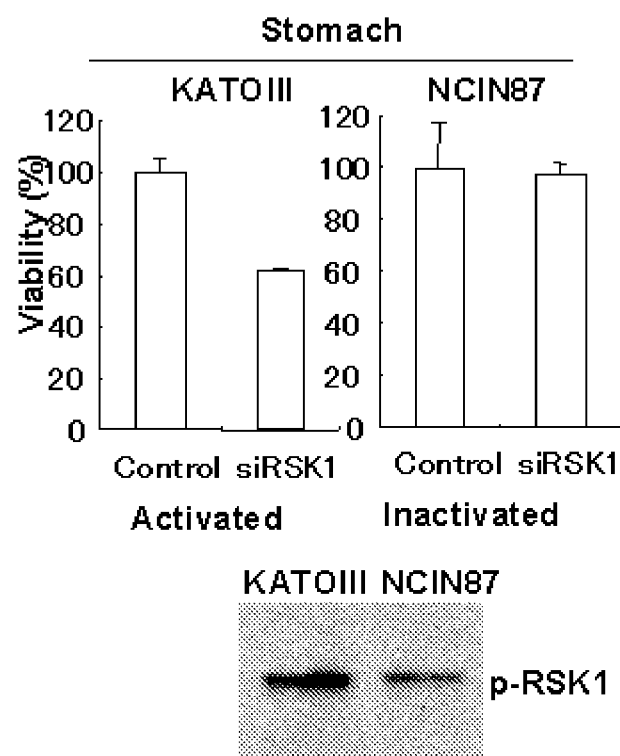 Stomach
KATOIII NCIN87
Viability (%)
120
100
80
60
40
20
0
120
100
80
60
40
20
0
Control siRSK1
Control siRSK1
Activated
Inactivated
KATOIII NCIN87
p-RSK1